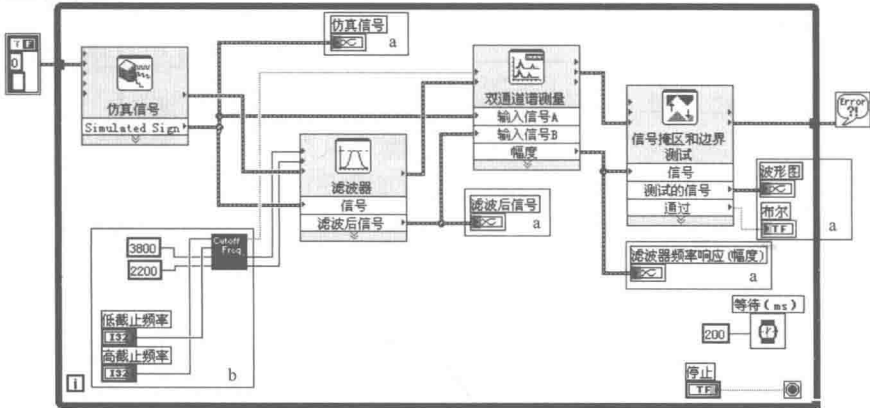 仿真信号
a
T F
0
仿真信号
Simulated Sign
双通道谱测量
输入信号A
输入信号B
幅度
信号掩区和边界
测试
信号
测试的信号
通过
Error
?!
波形图
布尔
TF
a
滤波器
信号
滤波后信号
滤波后信号
a
滤波器频率响应(幅度)
a
3800
2200
Cutoff
Freq
低截止频率
I32
高截止频率
I32
b
等待(ms)
200
停止
TF
i